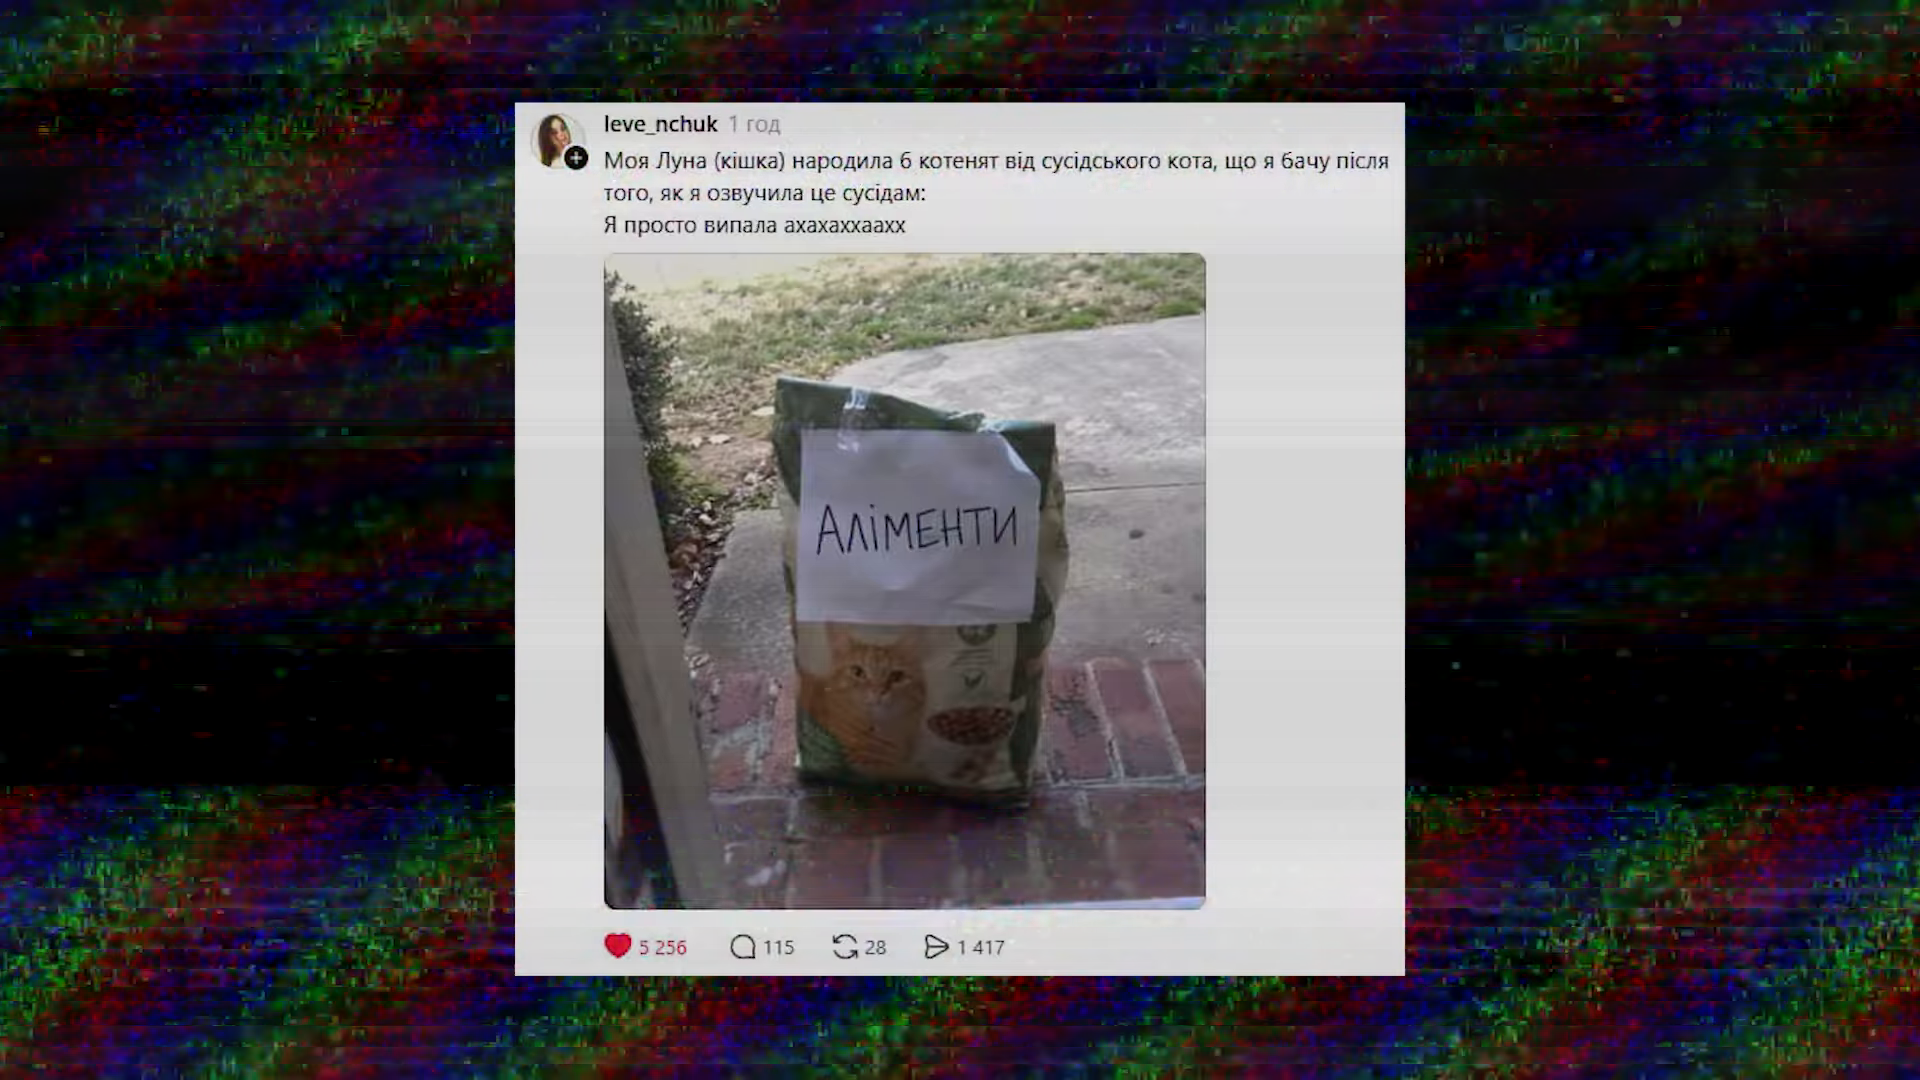 leve_nchuk 1 год
Моя Луна (кішка) народила 6 котенят від сусідського кота, що я бачу після
того, як я озвучила це сусідам:
Я просто випала ахахаххаахх
АЛІМЕНТИ
5 256 115 28 1 417